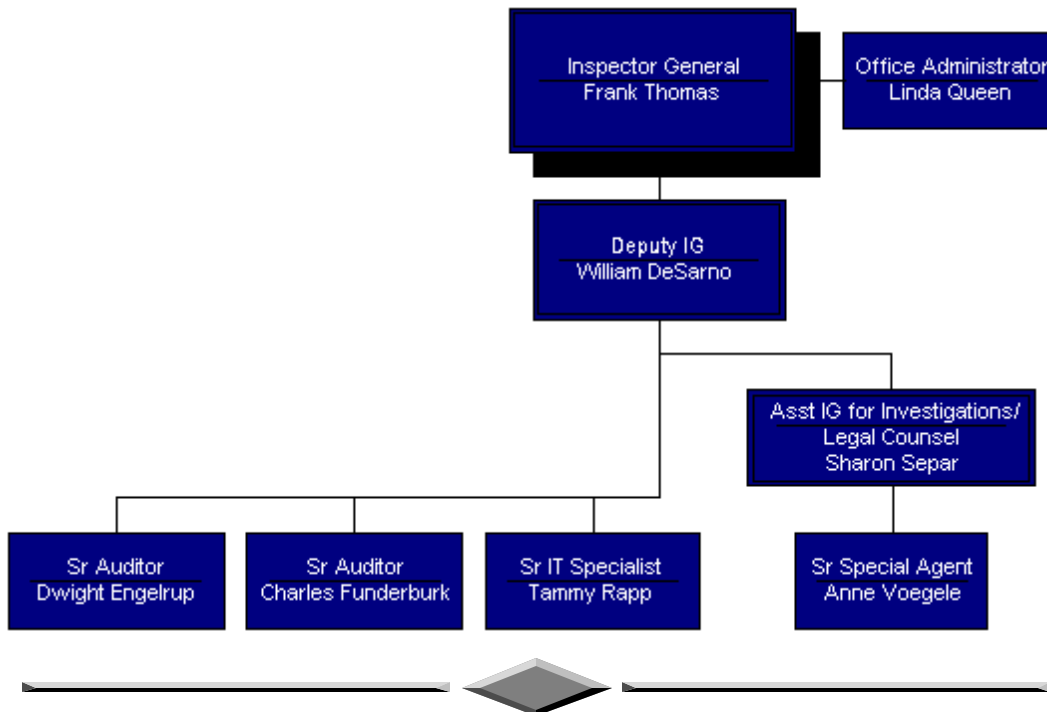 Inspector General
Frank Thomas
Office Administrator
Linda Queen
Deputy IG
William DeSarno
Asst IG for Investigations/
Legal Counsel
Sharon Separ
Sr Auditor
Dwight Engelrup
Sr Auditor
Charles Funderburk
Sr IT Specialist
Tammy Rapp
Sr Special Agent
Anne Voegele